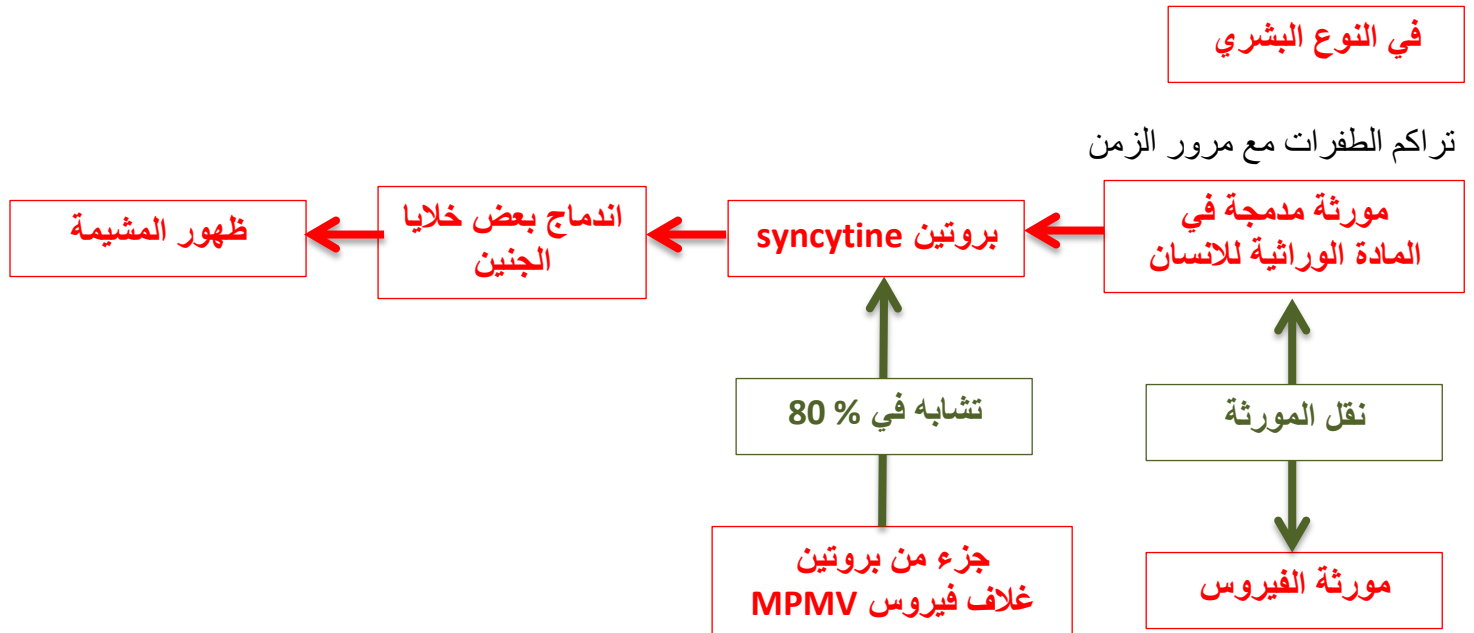 في النوع البشري
تراكم الطفرات مع مرور الزمن
مورثة مدمجة في
المادة الوراثية للانسان
بروتين syncytine
اندماج بعض خلايا
الجنين
ظهور المشيمة
نقل المورثة
تشابه في % 80
مورثة الفيروس
جزء من بروتين
غلاف فيروس MPMV